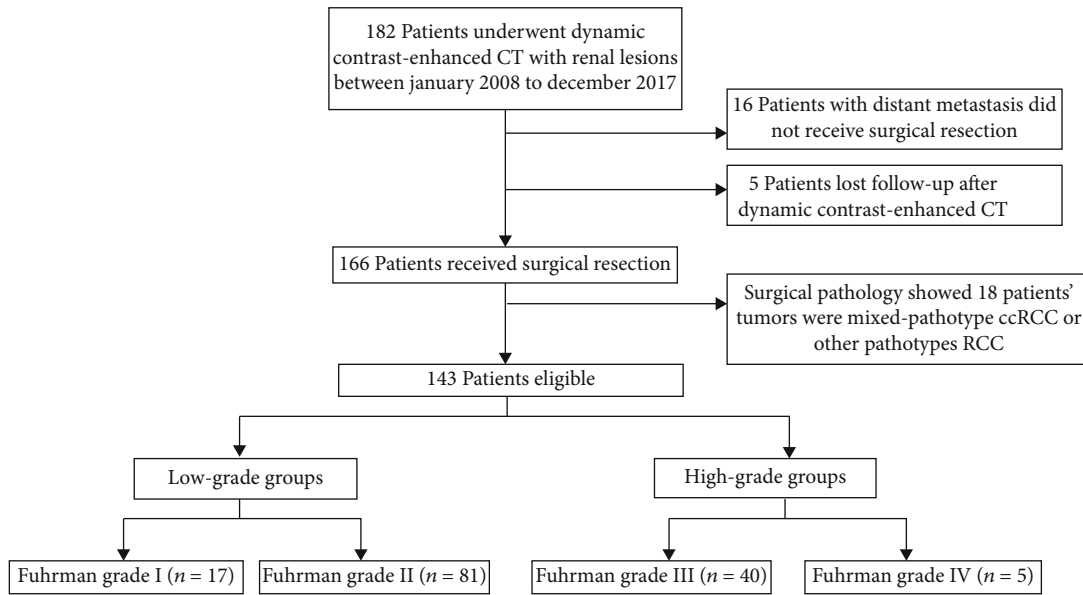 182 Patients underwent dynamic
contrast-enhanced CT with renal lesions
between january 2008 to december 2017
16 Patients with distant metastasis did
not receive surgical resection
5 Patients lost follow-up after
dynamic contrast-enhanced CT
166 Patients received surgical resection
Surgical pathology showed 18 patients’
tumors were mixed-pathotype ccRCC or
other pathotypes RCC
143 Patients eligible
Low-grade groups
High-grade groups
Fuhrman grade I (n = 17)
Fuhrman grade II (n = 81)
Fuhrman grade III (n = 40)
Fuhrman grade IV (n = 5)